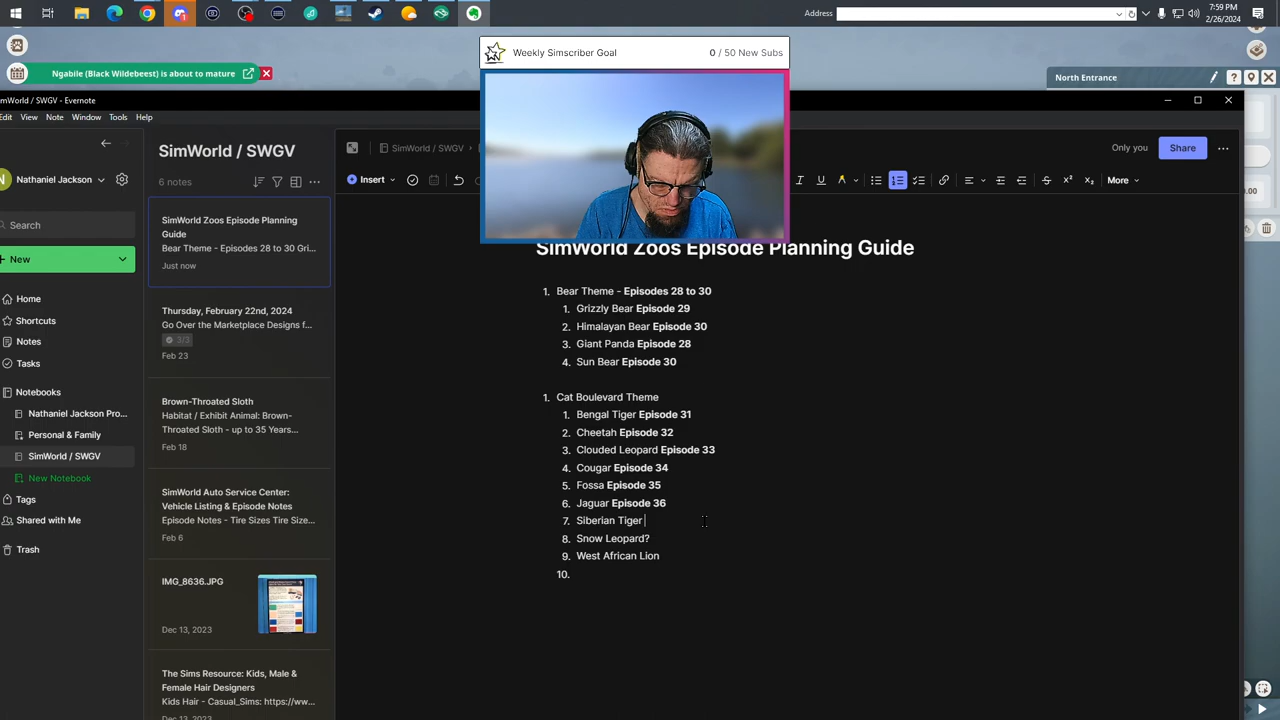 Address
7:59 PM
2/26/2024
Weekly Simscriber Goal
0 / 50 New Subs
Ngabile (Black Wildebeest) is about to mature
North Entrance
SimWorld / SWGV - Evernote
Edit View Note Window Tools Help
SimWorld / SWGV
SimWorld / SWGV
Only you
Share
N
Nathaniel Jackson
6 notes
Insert
More
Search
New
Home
Shortcuts
Notes
Tasks
Notebooks
Nathaniel Jackson Pro...
Personal & Family
SimWorld / SWGV
New Notebook
Tags
Shared with Me
Trash
SimWorld Zoos Episode Planning
Guide
Bear Theme - Episodes 28 to 30 Gri...
Just now
Thursday, February 22nd, 2024
Go Over the Marketplace Designs f...
3/3
Feb 23
Brown-Throated Sloth
Habitat / Exhibit Animal: Brown-
Throated Sloth - up to 35 Years...
Feb 18
SimWorld Auto Service Center:
Vehicle Listing & Episode Notes
Episode Notes - Tire Sizes Tire Size...
Feb 6
IMG_8636.JPG
Dec 13, 2023
The Sims Resource: Kids, Male &
Female Hair Designers
Kids Hair - Casual_Sims: https://ww...
Dec 13, 2023
SimWorld Zoos Episode Planning Guide
1. Bear Theme - Episodes 28 to 30
1. Grizzly Bear Episode 29
2. Himalayan Bear Episode 30
3. Giant Panda Episode 28
4. Sun Bear Episode 30
1. Cat Boulevard Theme
1. Bengal Tiger Episode 31
2. Cheetah Episode 32
3. Clouded Leopard Episode 33
4. Cougar Episode 34
5. Fossa Episode 35
6. Jaguar Episode 36
7. Siberian Tiger
8. Snow Leopard?
9. West African Lion
10.